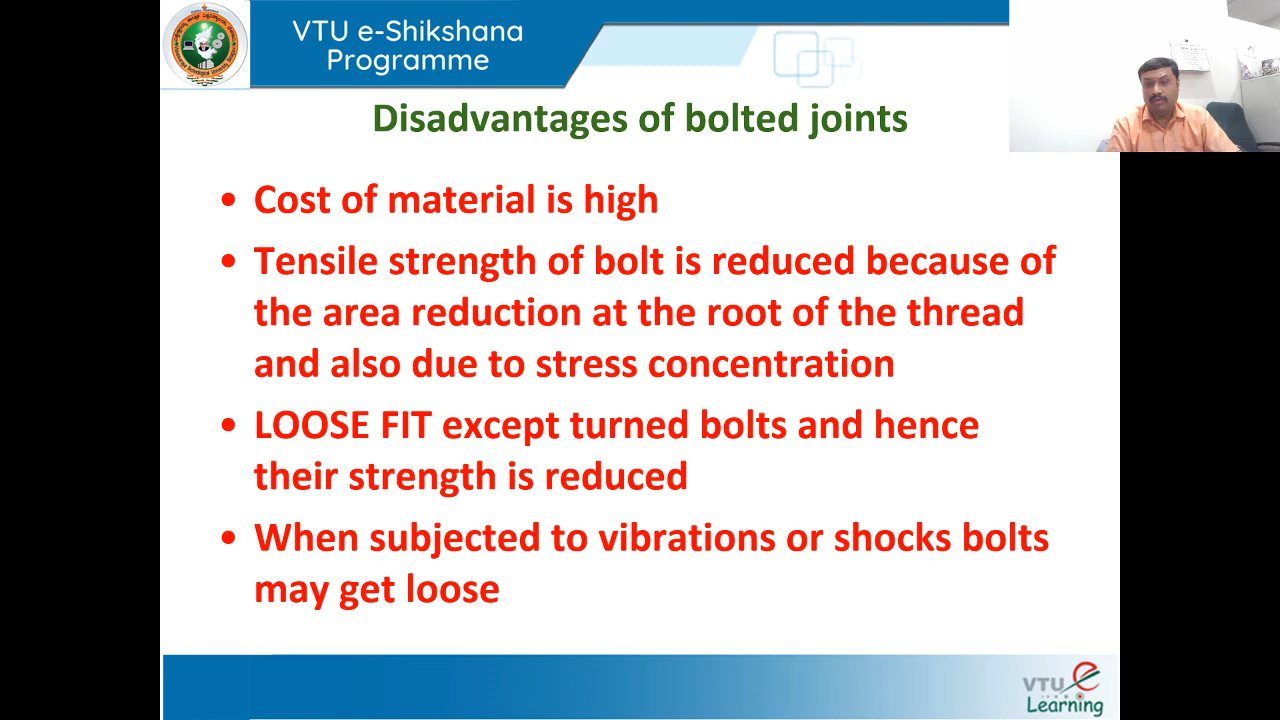 VTU e-Shikshana
Programme
Disadvantages of bolted joints
• Cost of material is high
• Tensile strength of bolt is reduced because of
the area reduction at the root of the thread
and also due to stress concentration
• LOOSE FIT except turned bolts and hence
their strength is reduced
• When subjected to vibrations or shocks bolts
may get loose
VTU e
Learning